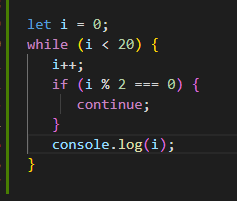 let i = 0;
while (i < 20) {
    i++;
    if (i % 2 === 0) {
        continue;
    }
    console.log(i);
}